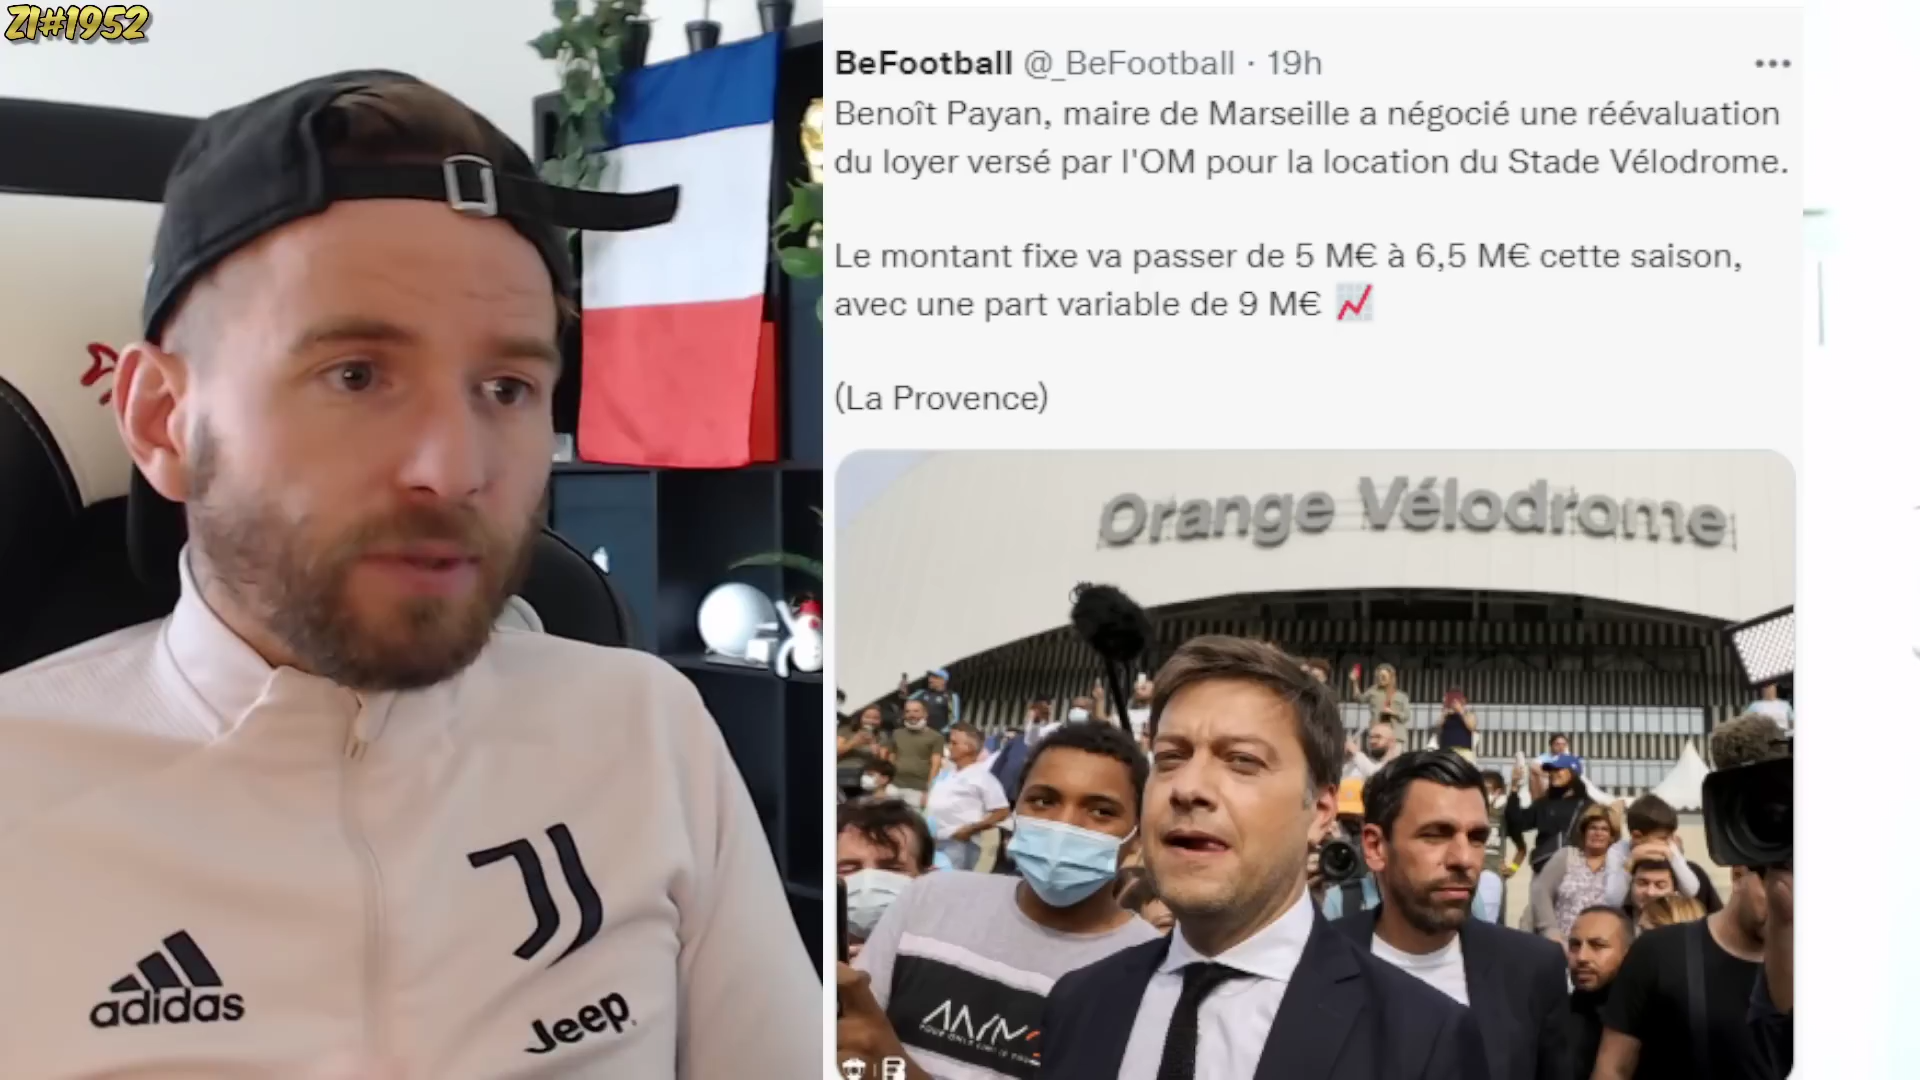 ZI#1952
BeFootball @_BeFootball · 19h
Benoît Payan, maire de Marseille a négocié une réévaluation
du loyer versé par l'OM pour la location du Stade Vélodrome.
Le montant fixe va passer de 5 M€ à 6,5 M€ cette saison,
avec une part variable de 9 M€
(La Provence)
Orange Vélodrome
adidas
Jeep